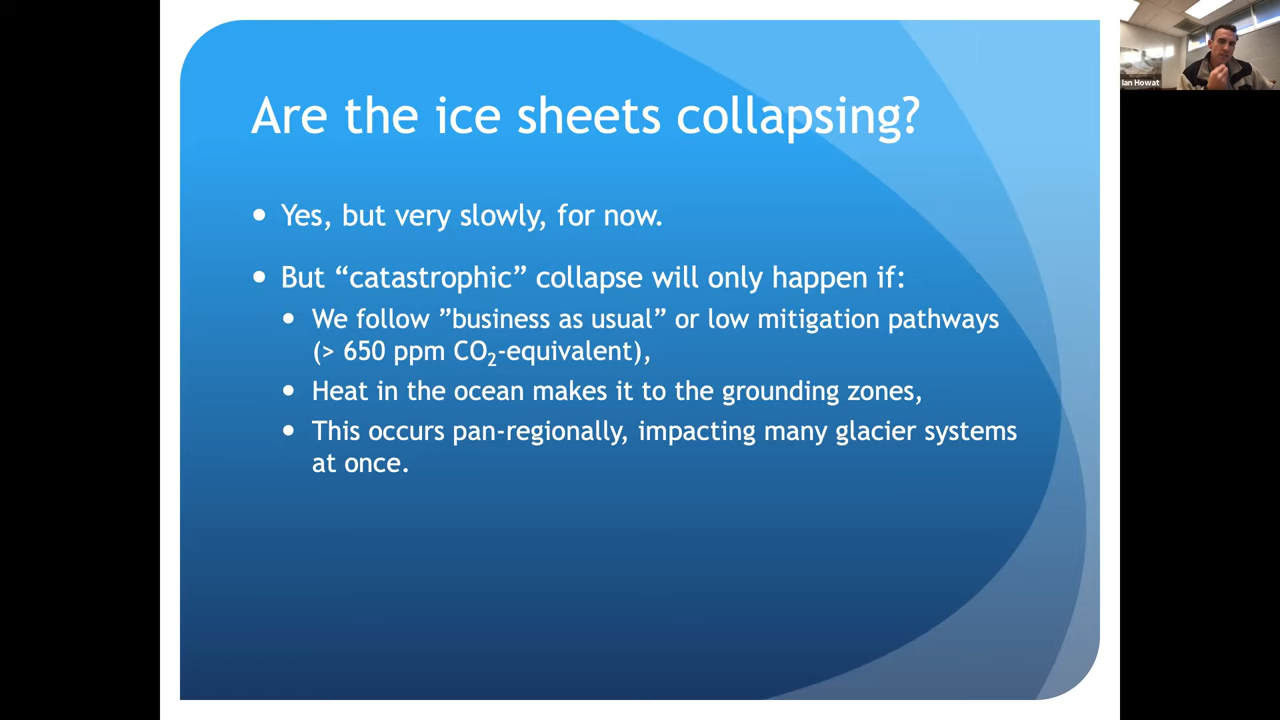 Are the ice sheets collapsing?
• Yes, but very slowly, for now.
• But “catastrophic” collapse will only happen if:
• We follow ”business as usual” or low mitigation pathways
(> 650 ppm CO₂-equivalent),
• Heat in the ocean makes it to the grounding zones,
• This occurs pan-regionally, impacting many glacier systems
at once.
Ian Howat